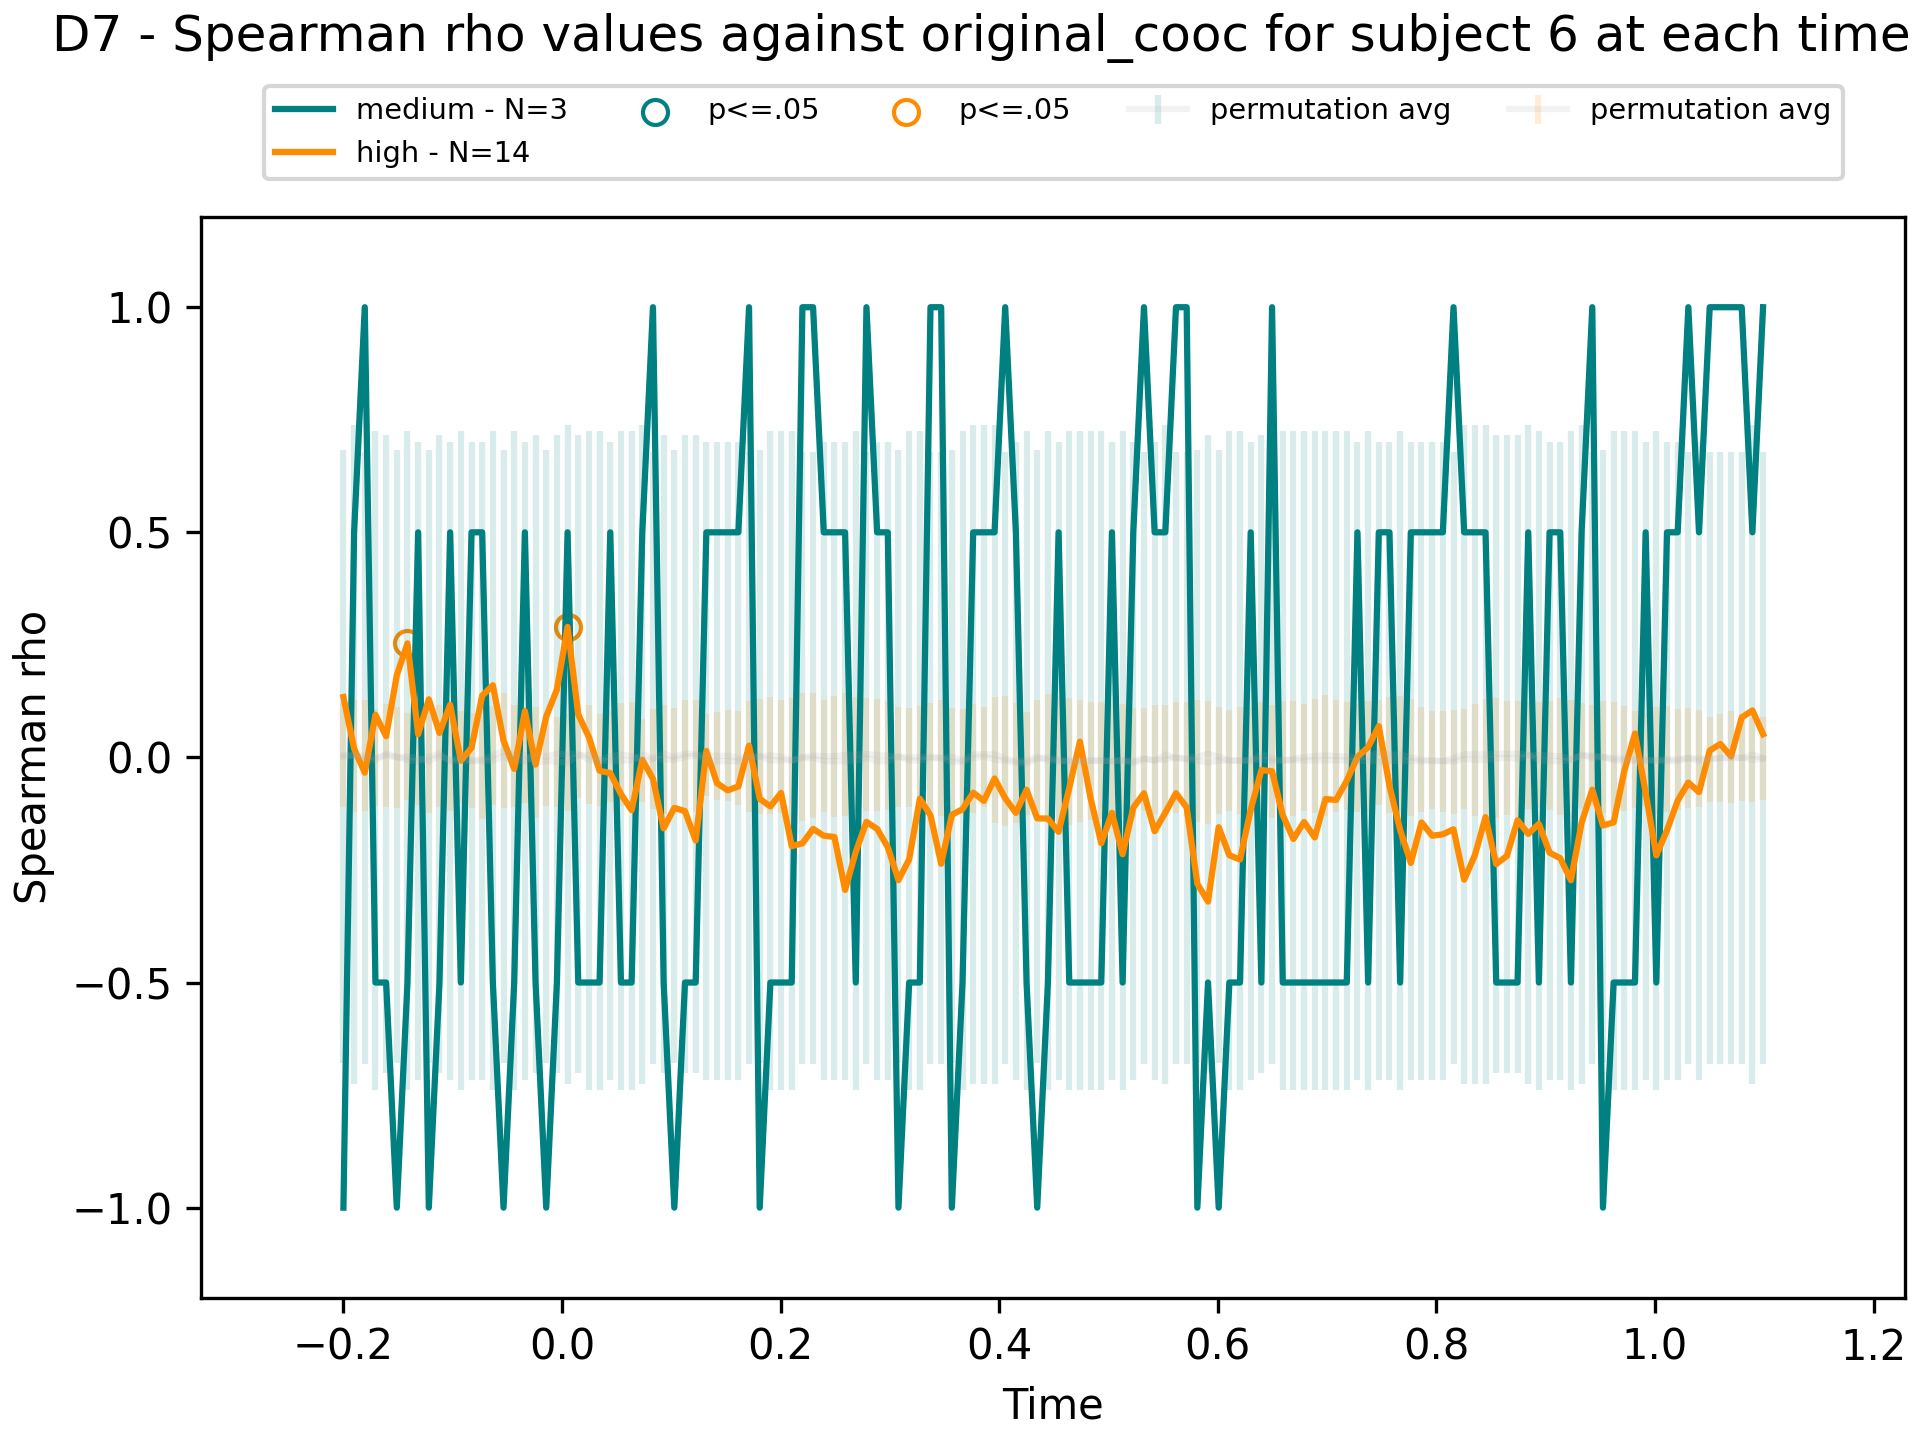 D7 - Spearman rho values against original_cooc for subject 6 at each time
medium - N=3
high - N=14
p<=.05
p<=.05
permutation avg
permutation avg
1.0
0.5
0.0
−0.5
−1.0
Spearman rho
−0.2 0.0 0.2 0.4 0.6 0.8 1.0 1.2
Time